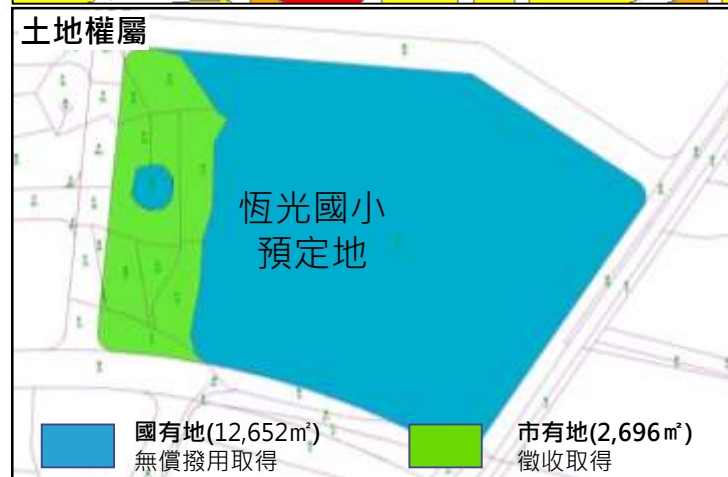 土地權屬
恆光國小
預定地
國有地(12,652㎡)
無償撥用取得
市有地(2,696㎡)
徵收取得